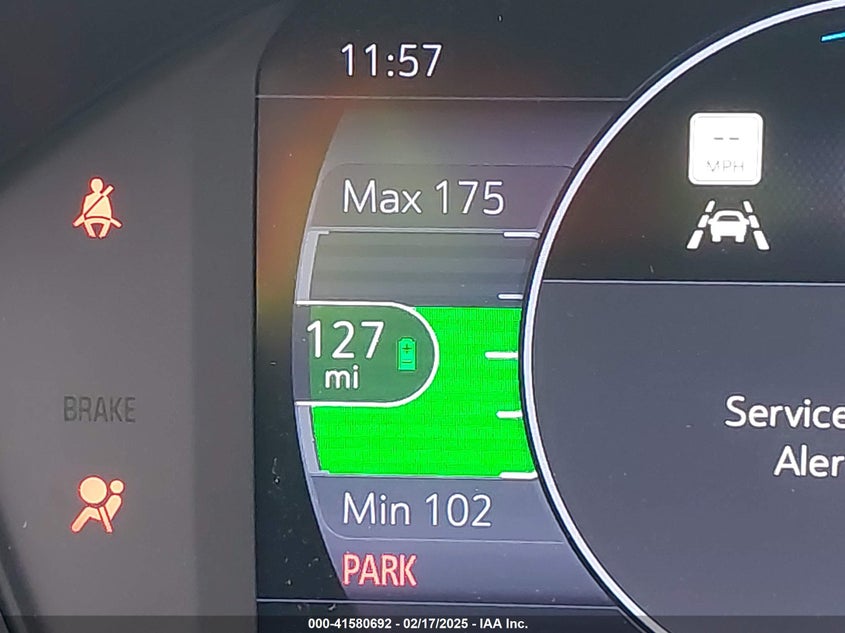 11:57
-- MPH
Max 175
127
mi
BRAKE
Service
Aler
Min 102
PARK
000-41580692 - 02/17/2025 - IAA Inc.